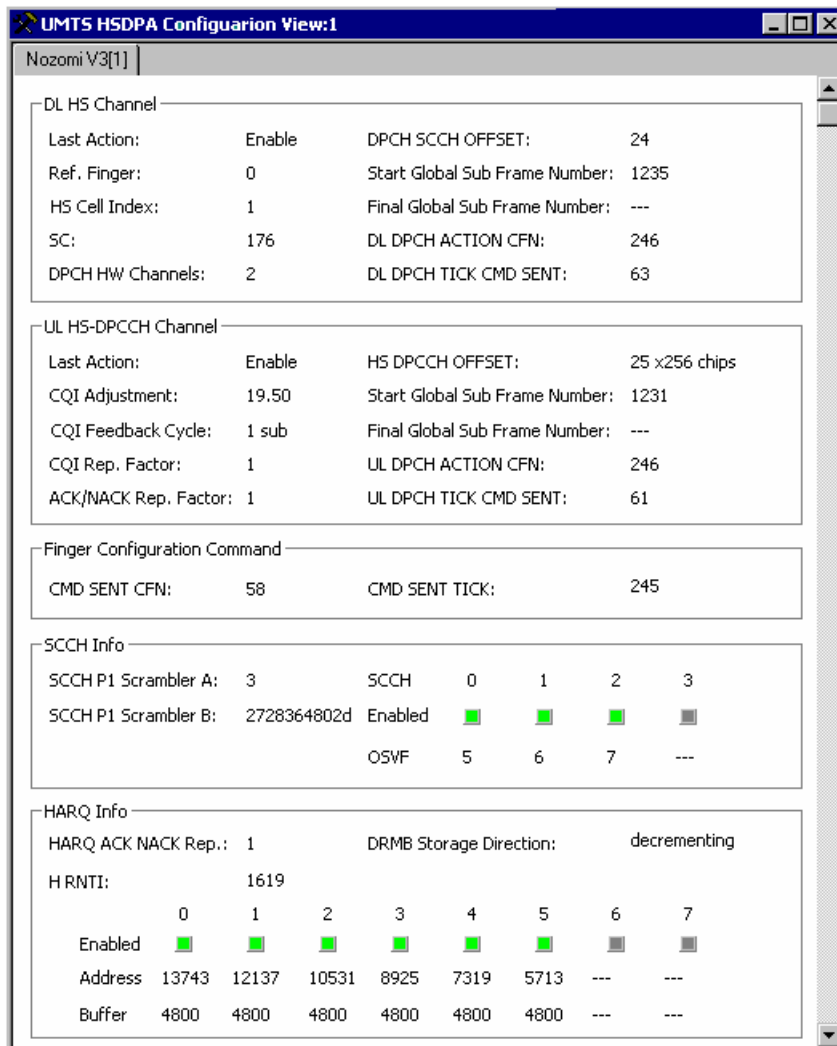 UMTS HSDPA Configuarion View:1
Nozomi V3[1]
DL HS Channel
Last Action: Enable DPCH SCCH OFFSET: 24
Ref. Finger: 0 Start Global Sub Frame Number: 1235
HS Cell Index: 1 Final Global Sub Frame Number: ---
SC: 176 DL DPCH ACTION CFN: 246
DPCH HW Channels: 2 DL DPCH TICK CMD SENT: 63
UL HS-DPCCH Channel
Last Action: Enable HS DPCCH OFFSET: 25 x256 chips
CQI Adjustment: 19.50 Start Global Sub Frame Number: 1231
CQI Feedback Cycle: 1 sub Final Global Sub Frame Number: ---
CQI Rep. Factor: 1 UL DPCH ACTION CFN: 246
ACK/NACK Rep. Factor: 1 UL DPCH TICK CMD SENT: 61
Finger Configuration Command
CMD SENT CFN: 58 CMD SENT TICK: 245
SCCH Info
SCCH P1 Scrambler A: 3 SCCH 0 1 2 3
SCCH P1 Scrambler B: 2728364802d Enabled
OSVF 5 6 7 ---
HARQ Info
HARQ ACK NACK Rep.: 1 DRMB Storage Direction: decrementing
H RNTI: 1619
0 1 2 3 4 5 6 7
Enabled
Address 13743 12137 10531 8925 7319 5713 --- ---
Buffer 4800 4800 4800 4800 4800 4800 --- ---